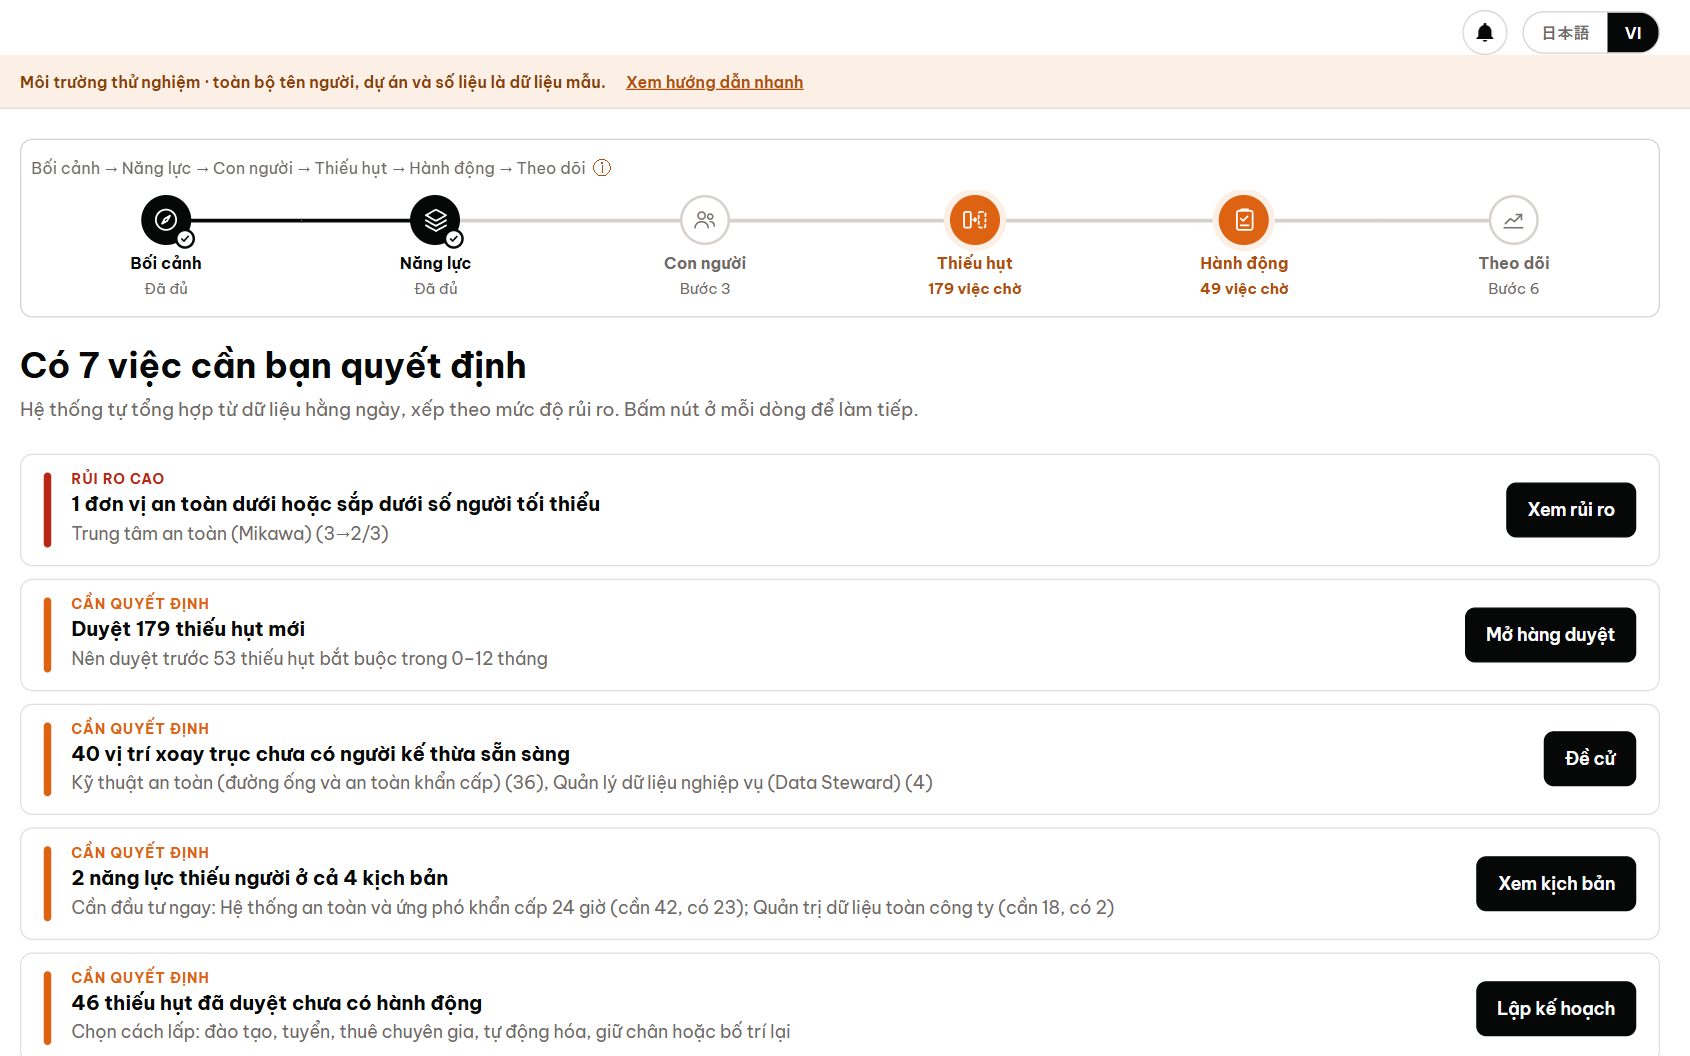 日本語 VI
Môi trường thử nghiệm · toàn bộ tên người, dự án và số liệu là dữ liệu mẫu. Xem hướng dẫn nhanh
Bối cảnh → Năng lực → Con người → Thiếu hụt → Hành động → Theo dõi
Bối cảnh
Đã đủ
Năng lực
Đã đủ
Con người
Bước 3
Thiếu hụt
179 việc chờ
Hành động
49 việc chờ
Theo dõi
Bước 6
Có 7 việc cần bạn quyết định
Hệ thống tự tổng hợp từ dữ liệu hằng ngày, xếp theo mức độ rủi ro. Bấm nút ở mỗi dòng để làm tiếp.
RỦI RO CAO
1 đơn vị an toàn dưới hoặc sắp dưới số người tối thiểu
Trung tâm an toàn (Mikawa) (3→2/3)
Xem rủi ro
CẦN QUYẾT ĐỊNH
Duyệt 179 thiếu hụt mới
Nên duyệt trước 53 thiếu hụt bắt buộc trong 0–12 tháng
Mở hàng duyệt
CẦN QUYẾT ĐỊNH
40 vị trí xoay trục chưa có người kế thừa sẵn sàng
Kỹ thuật an toàn (đường ống và an toàn khẩn cấp) (36), Quản lý dữ liệu nghiệp vụ (Data Steward) (4)
Đề cử
CẦN QUYẾT ĐỊNH
2 năng lực thiếu người ở cả 4 kịch bản
Cần đầu tư ngay: Hệ thống an toàn và ứng phó khẩn cấp 24 giờ (cần 42, có 23); Quản trị dữ liệu toàn công ty (cần 18, có 2)
Xem kịch bản
CẦN QUYẾT ĐỊNH
46 thiếu hụt đã duyệt chưa có hành động
Chọn cách lấp: đào tạo, tuyển, thuê chuyên gia, tự động hóa, giữ chân hoặc bố trí lại
Lập kế hoạch